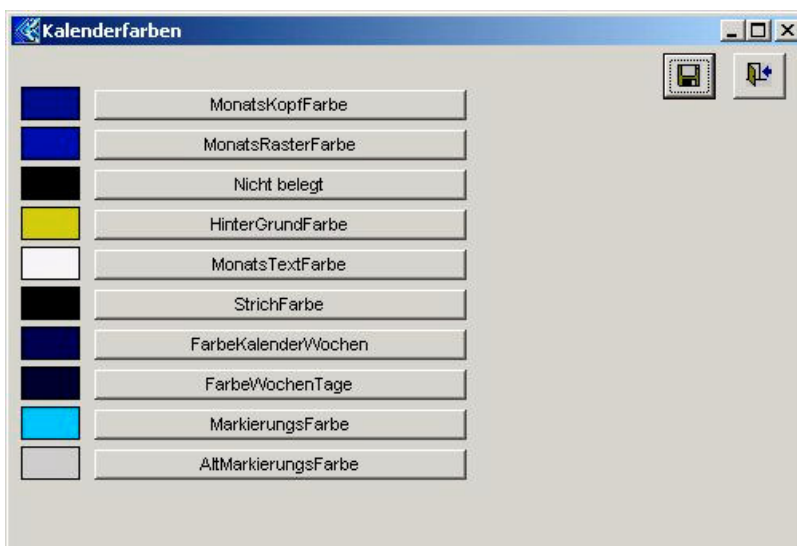 Kalenderfarben
MonatsKopfFarbe
MonatsRasterFarbe
Nicht belegt
HinterGrundFarbe
MonatsTextFarbe
StrichFarbe
FarbeKalenderWochen
FarbeWochenTage
MarkierungsFarbe
AltMarkierungsFarbe